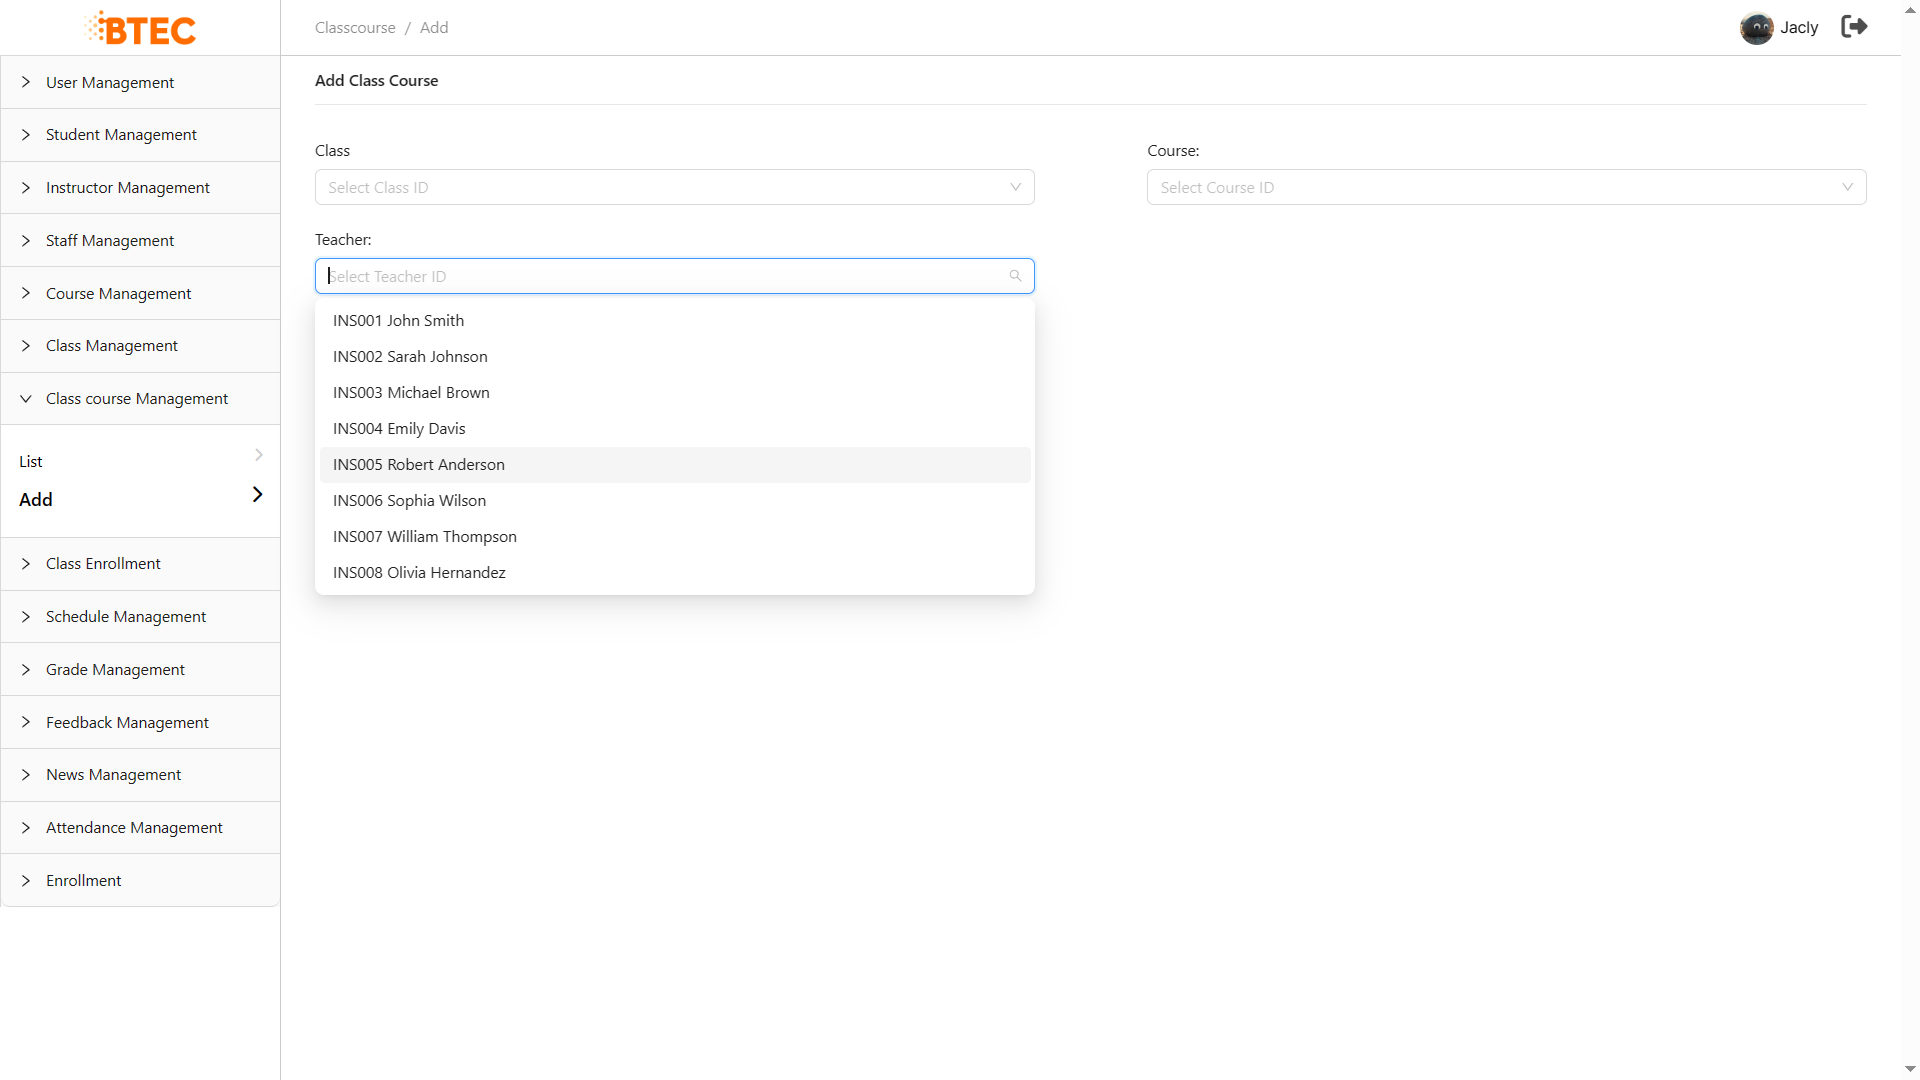 BTEC
Classcourse / Add
Jacly
User Management
Student Management
Instructor Management
Staff Management
Course Management
Class Management
Class course Management
List
Add
Class Enrollment
Schedule Management
Grade Management
Feedback Management
News Management
Attendance Management
Enrollment
Add Class Course
Class
Select Class ID
Course:
Select Course ID
Teacher:
Select Teacher ID
INS001 John Smith
INS002 Sarah Johnson
INS003 Michael Brown
INS004 Emily Davis
INS005 Robert Anderson
INS006 Sophia Wilson
INS007 William Thompson
INS008 Olivia Hernandez